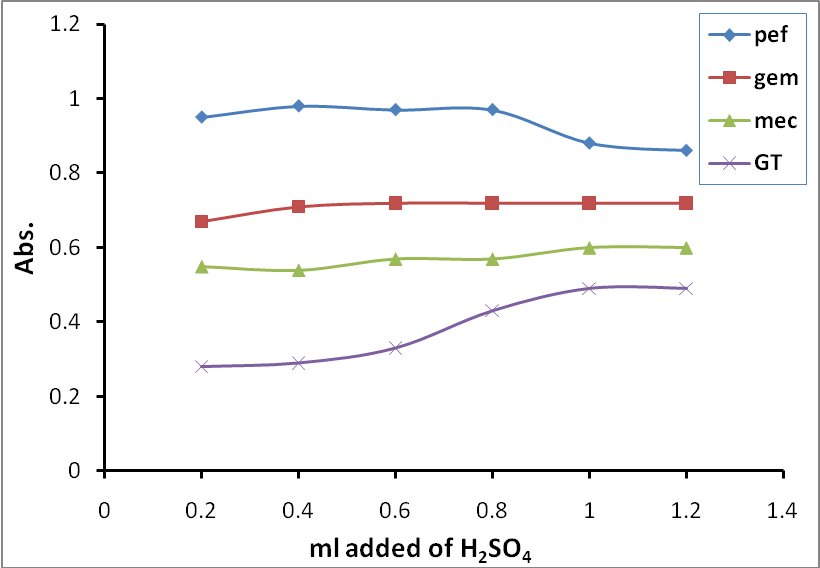 1.2
1
0.8
0.6
0.4
0.2
0
Abs.
0 0.2 0.4 0.6 0.8 1 1.2 1.4
ml added of H₂SO₄
pef
gem
mec
GT